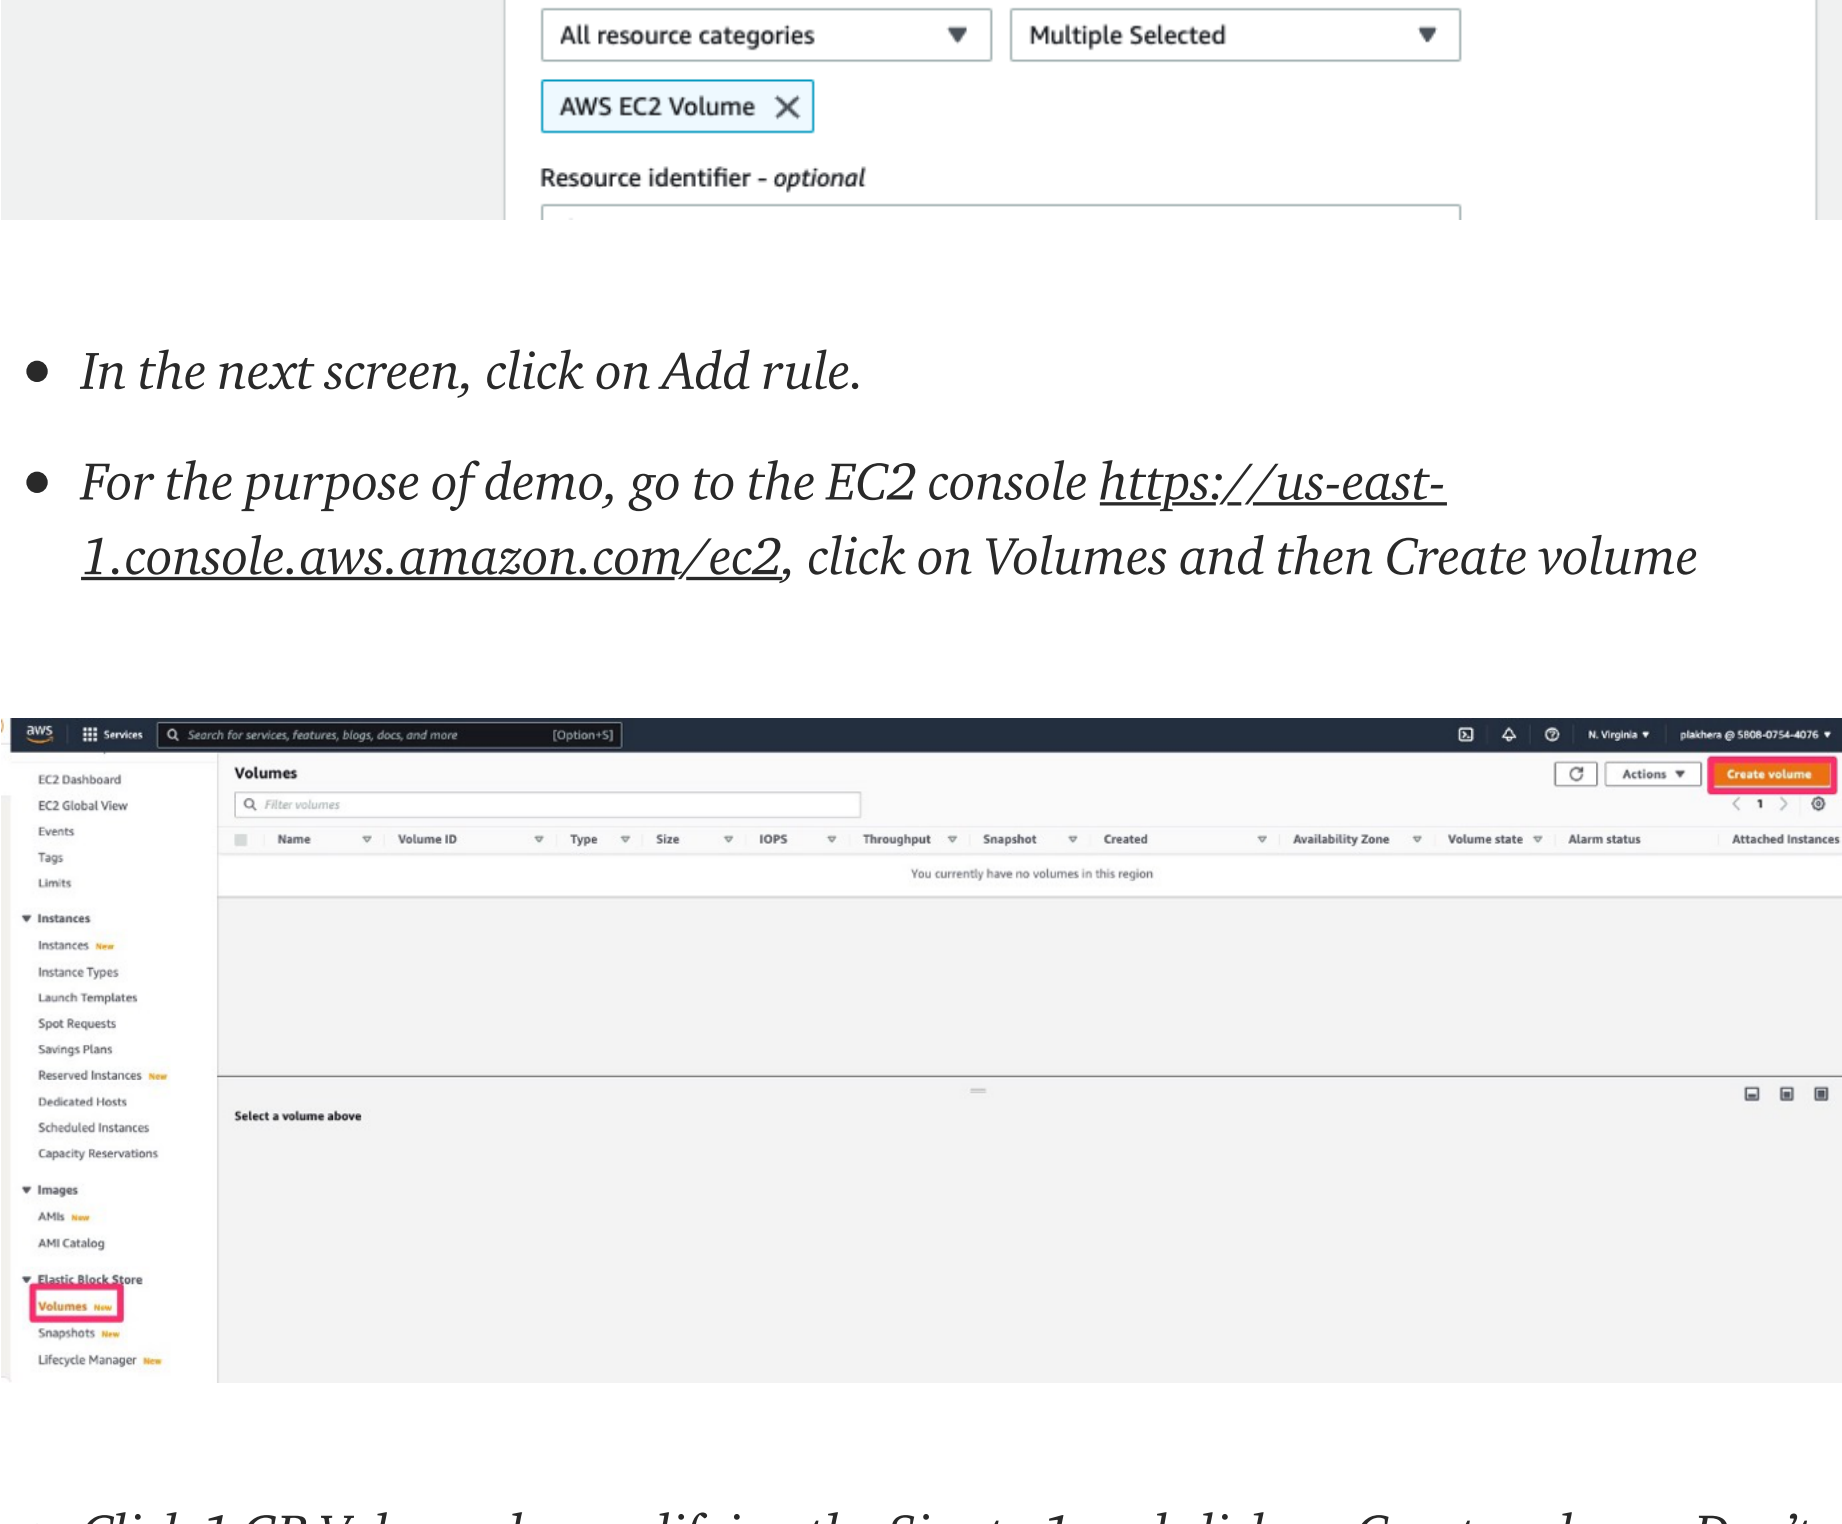 All resource categories
Multiple Selected
AWS EC2 Volume
Resource identifier - optional
In the next screen, click on Add rule.
For the purpose of demo, go to the EC2 console https://us-east-
1.console.aws.amazon.com/ec2, click on Volumes and then Create volume
aws
Services
Search for services, features, blogs, docs, and more
[Option+S]
N. Virginia
plakhera @ 5808-0754-4076
EC2 Dashboard
EC2 Global View
Events
Tags
Limits
Instances
Instances New
Instance Types
Launch Templates
Spot Requests
Savings Plans
Reserved Instances New
Dedicated Hosts
Scheduled Instances
Capacity Reservations
Images
AMIs New
AMI Catalog
Elastic Block Store
Volumes New
Snapshots New
Lifecycle Manager New
Volumes
Actions
Create volume
Filter volumes
1
Name
Volume ID
Type
Size
IOPS
Throughput
Snapshot
Created
Availability Zone
Volume state
Alarm status
Attached Instances
You currently have no volumes in this region
Select a volume above